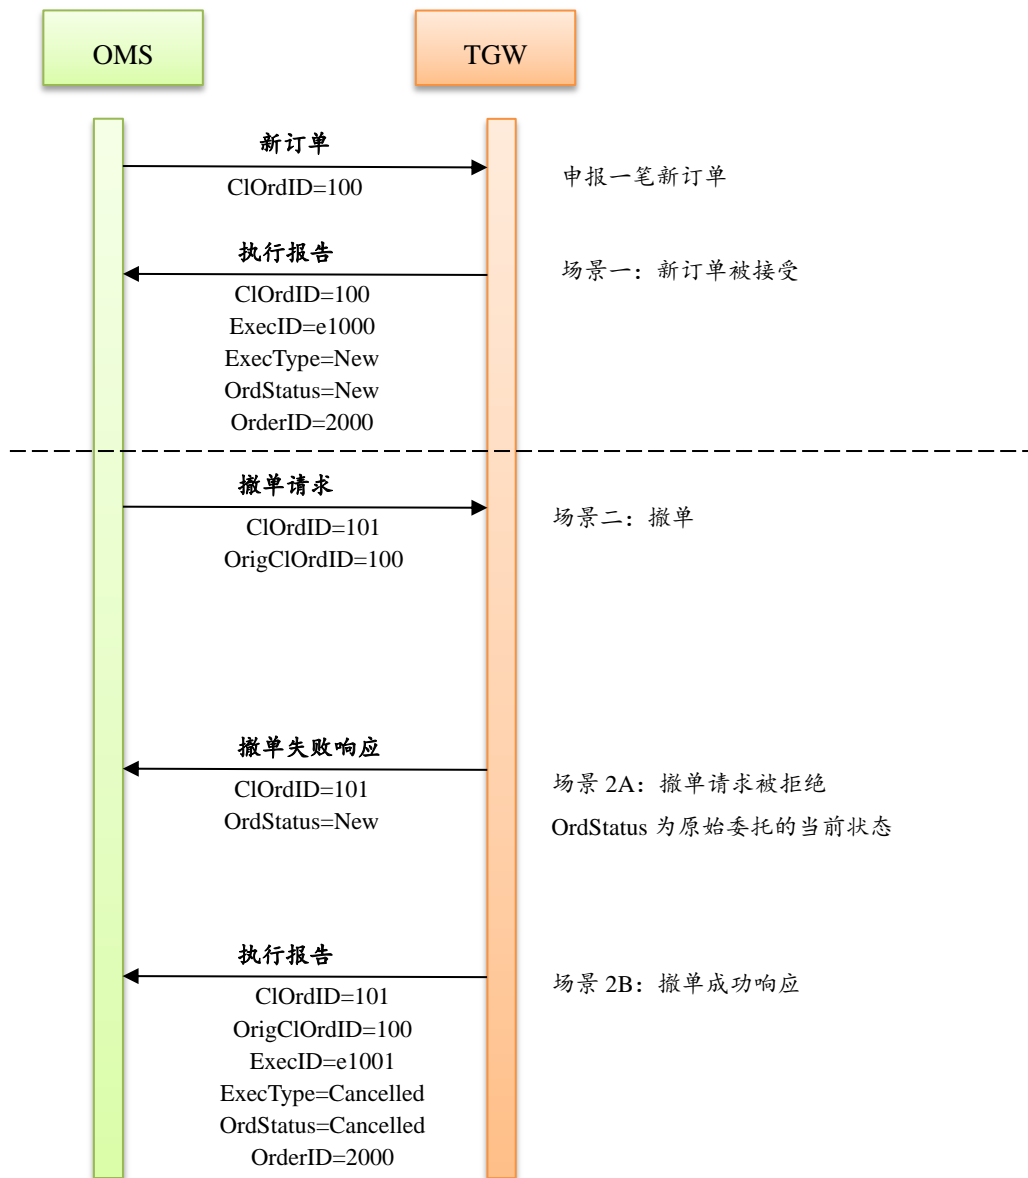 OMS
TGW
新订单
ClOrdID=100
申报一笔新订单
执行报告
场景一：新订单被接受
ClOrdID=100
ExecID=e1000
ExecType=New
OrdStatus=New
OrderID=2000
撤单请求
场景二：撤单
ClOrdID=101
OrigClOrdID=100
撤单失败响应
场景 2A：撤单请求被拒绝
ClOrdID=101
OrdStatus=New
OrdStatus 为原始委托的当前状态
执行报告
场景 2B：撤单成功响应
ClOrdID=101
OrigClOrdID=100
ExecID=e1001
ExecType=Cancelled
OrdStatus=Cancelled
OrderID=2000